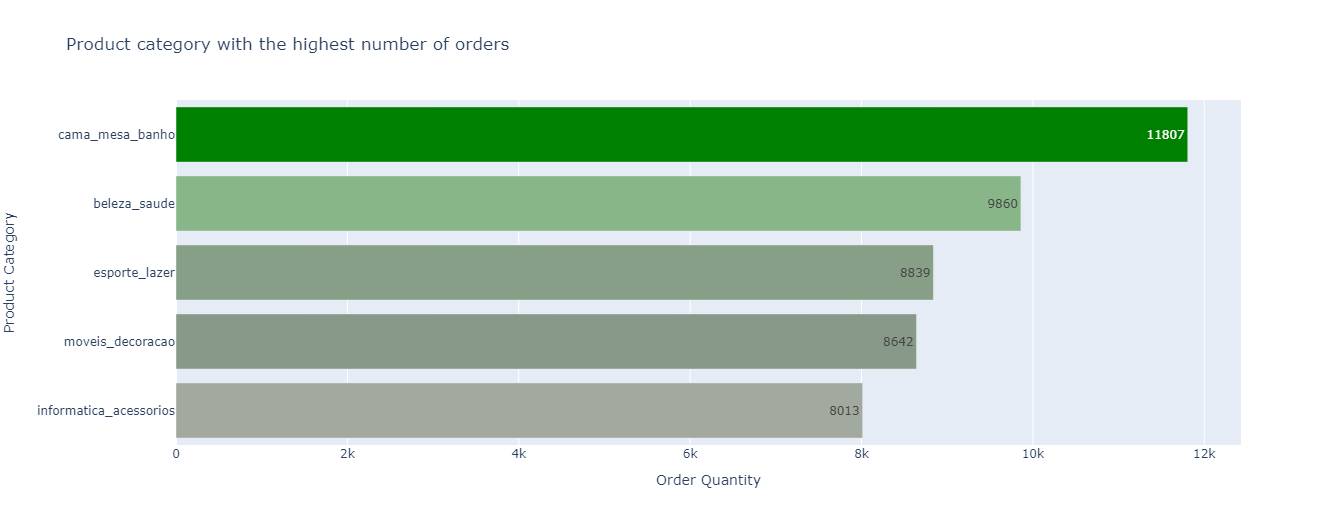 Product category with the highest number of orders
Product Category
cama_mesa_banho
11807
beleza_saude
9860
esporte_lazer
8839
moveis_decoracao
8642
informatica_acessorios
8013
0 2k 4k 6k 8k 10k 12k
Order Quantity